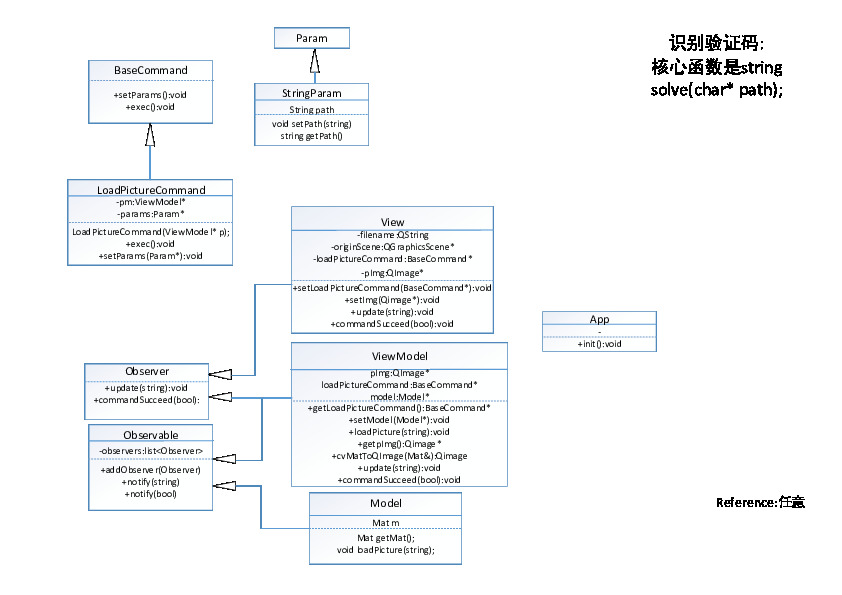 Param
识别验证码:
核心函数是string
solve(char* path);
BaseCommand
+setParams():void
+exec():void
StringParam
String path
void setPath(string)
string getPath()
LoadPictureCommand
-pm:ViewModel*
-params:Param*
LoadPictureCommand(ViewModel* p);
+exec():void
+setParams(Param*):void
View
-filename:QString
-originScene:QGraphicsScene*
-loadPictureCommand:BaseCommand*
-pImg:QImage*
+setLoadPictureCommand(BaseCommand*):void
+setImg(Qimage*):void
+update(string):void
+commandSucceed(bool):void
App
-
+init():void
Observer
+update(string):void
+commandSucceed(bool):
ViewModel
pImg:QImage*
loadPictureCommand:BaseCommand*
model:Model*
+getLoadPictureCommand():BaseCommand*
+setModel(Model*):void
+loadPicture(string):void
+getpImg():Qimage*
+cvMatToQImage(Mat&):Qimage
+update(string):void
+commandSucceed(bool):void
Observable
-observers:list<Observer>
+addObserver(Observer)
+notify(string)
+notify(bool)
Model
Mat m
Mat getMat();
void loadPicture(string);
Reference:任意